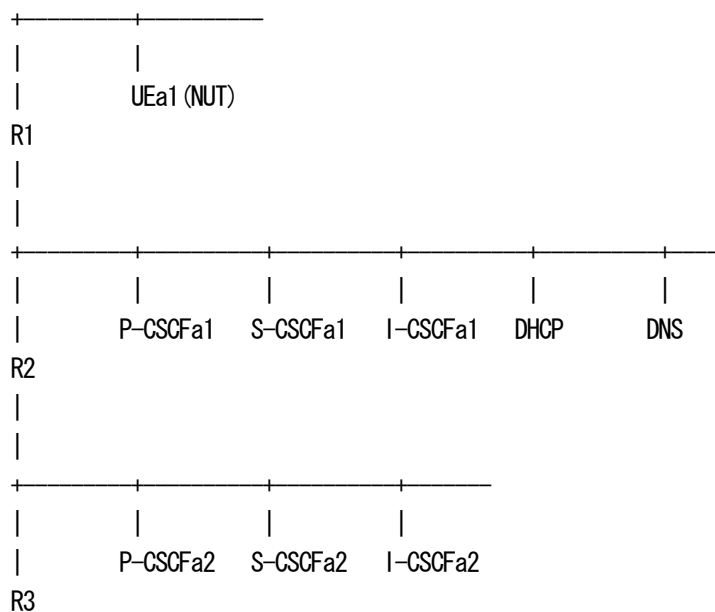 UEa1(NUT)
R1
P-CSCFa1 S-CSCFa1 I-CSCFa1 DHCP DNS
R2
P-CSCFa2 S-CSCFa2 I-CSCFa2
R3